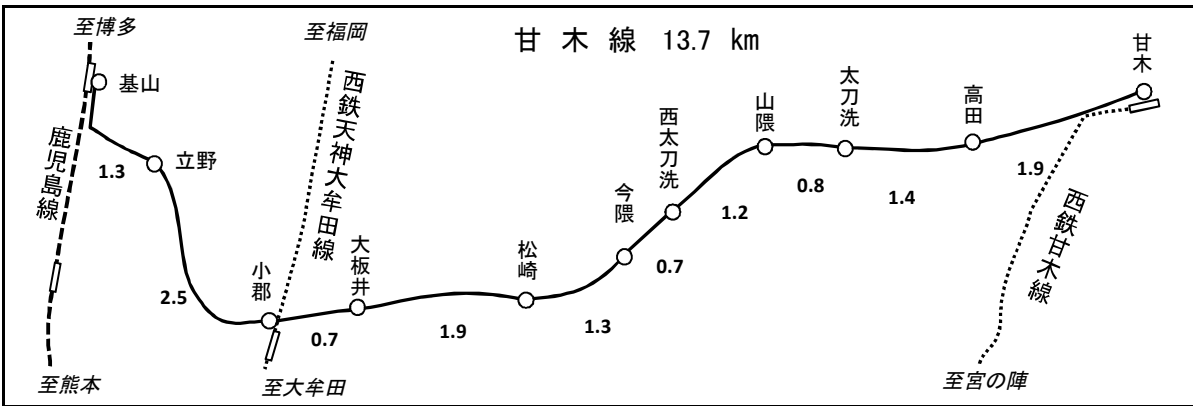 至博多
至福岡
甘木線 13.7 km
基山
鹿児島線
1.3
立野
2.5
小郡
西鉄天神大牟田線
0.7
大板井
1.9
松崎
1.3
今隈
0.7
西太刀洗
1.2
山隈
0.8
太刀洗
1.4
高田
1.9
甘木
西鉄甘木線
至熊本
至大牟田
至宮の陣